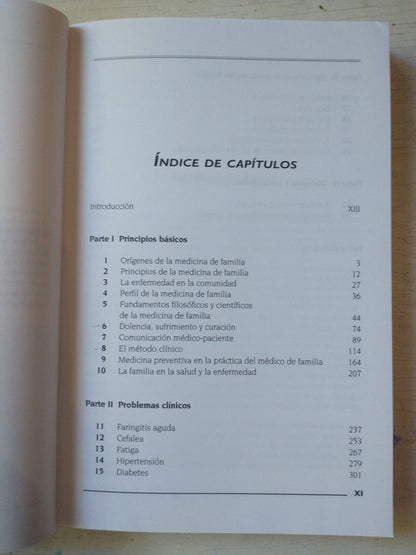 ÍNDICE DE CAPÍTULOS
Introducción XIII
Parte I Principios básicos
1 Orígenes de la medicina de familia 3
2 Principios de la medicina de familia 12
3 La enfermedad en la comunidad 27
4 Perfil de la medicina de familia 36
5 Fundamentos filosóficos y científicos
de la medicina de familia 44
6 Dolencia, sufrimiento y curación 74
7 Comunicación médico-paciente 89
8 El método clínico 114
9 Medicina preventiva en la práctica del médico de familia 164
10 La familia en la salud y la enfermedad 207
Parte II Problemas clínicos
11 Faringitis aguda 237
12 Cefalea 253
13 Fatiga 267
14 Hipertensión 279
15 Diabetes 301
XI